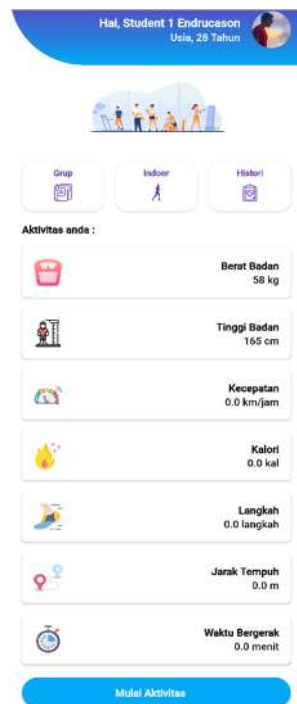 Hai, Student 1 Endrucason
Usia, 28 Tahun
Grup
Indoor
Histori
Aktivitas anda :
Berat Badan
58 kg
Tinggi Badan
165 cm
Kecepatan
0.0 km/jam
Kalori
0.0 kal
Langkah
0.0 langkah
Jarak Tempuh
0.0 m
Waktu Bergerak
0.0 menit
Mulai Aktivitas